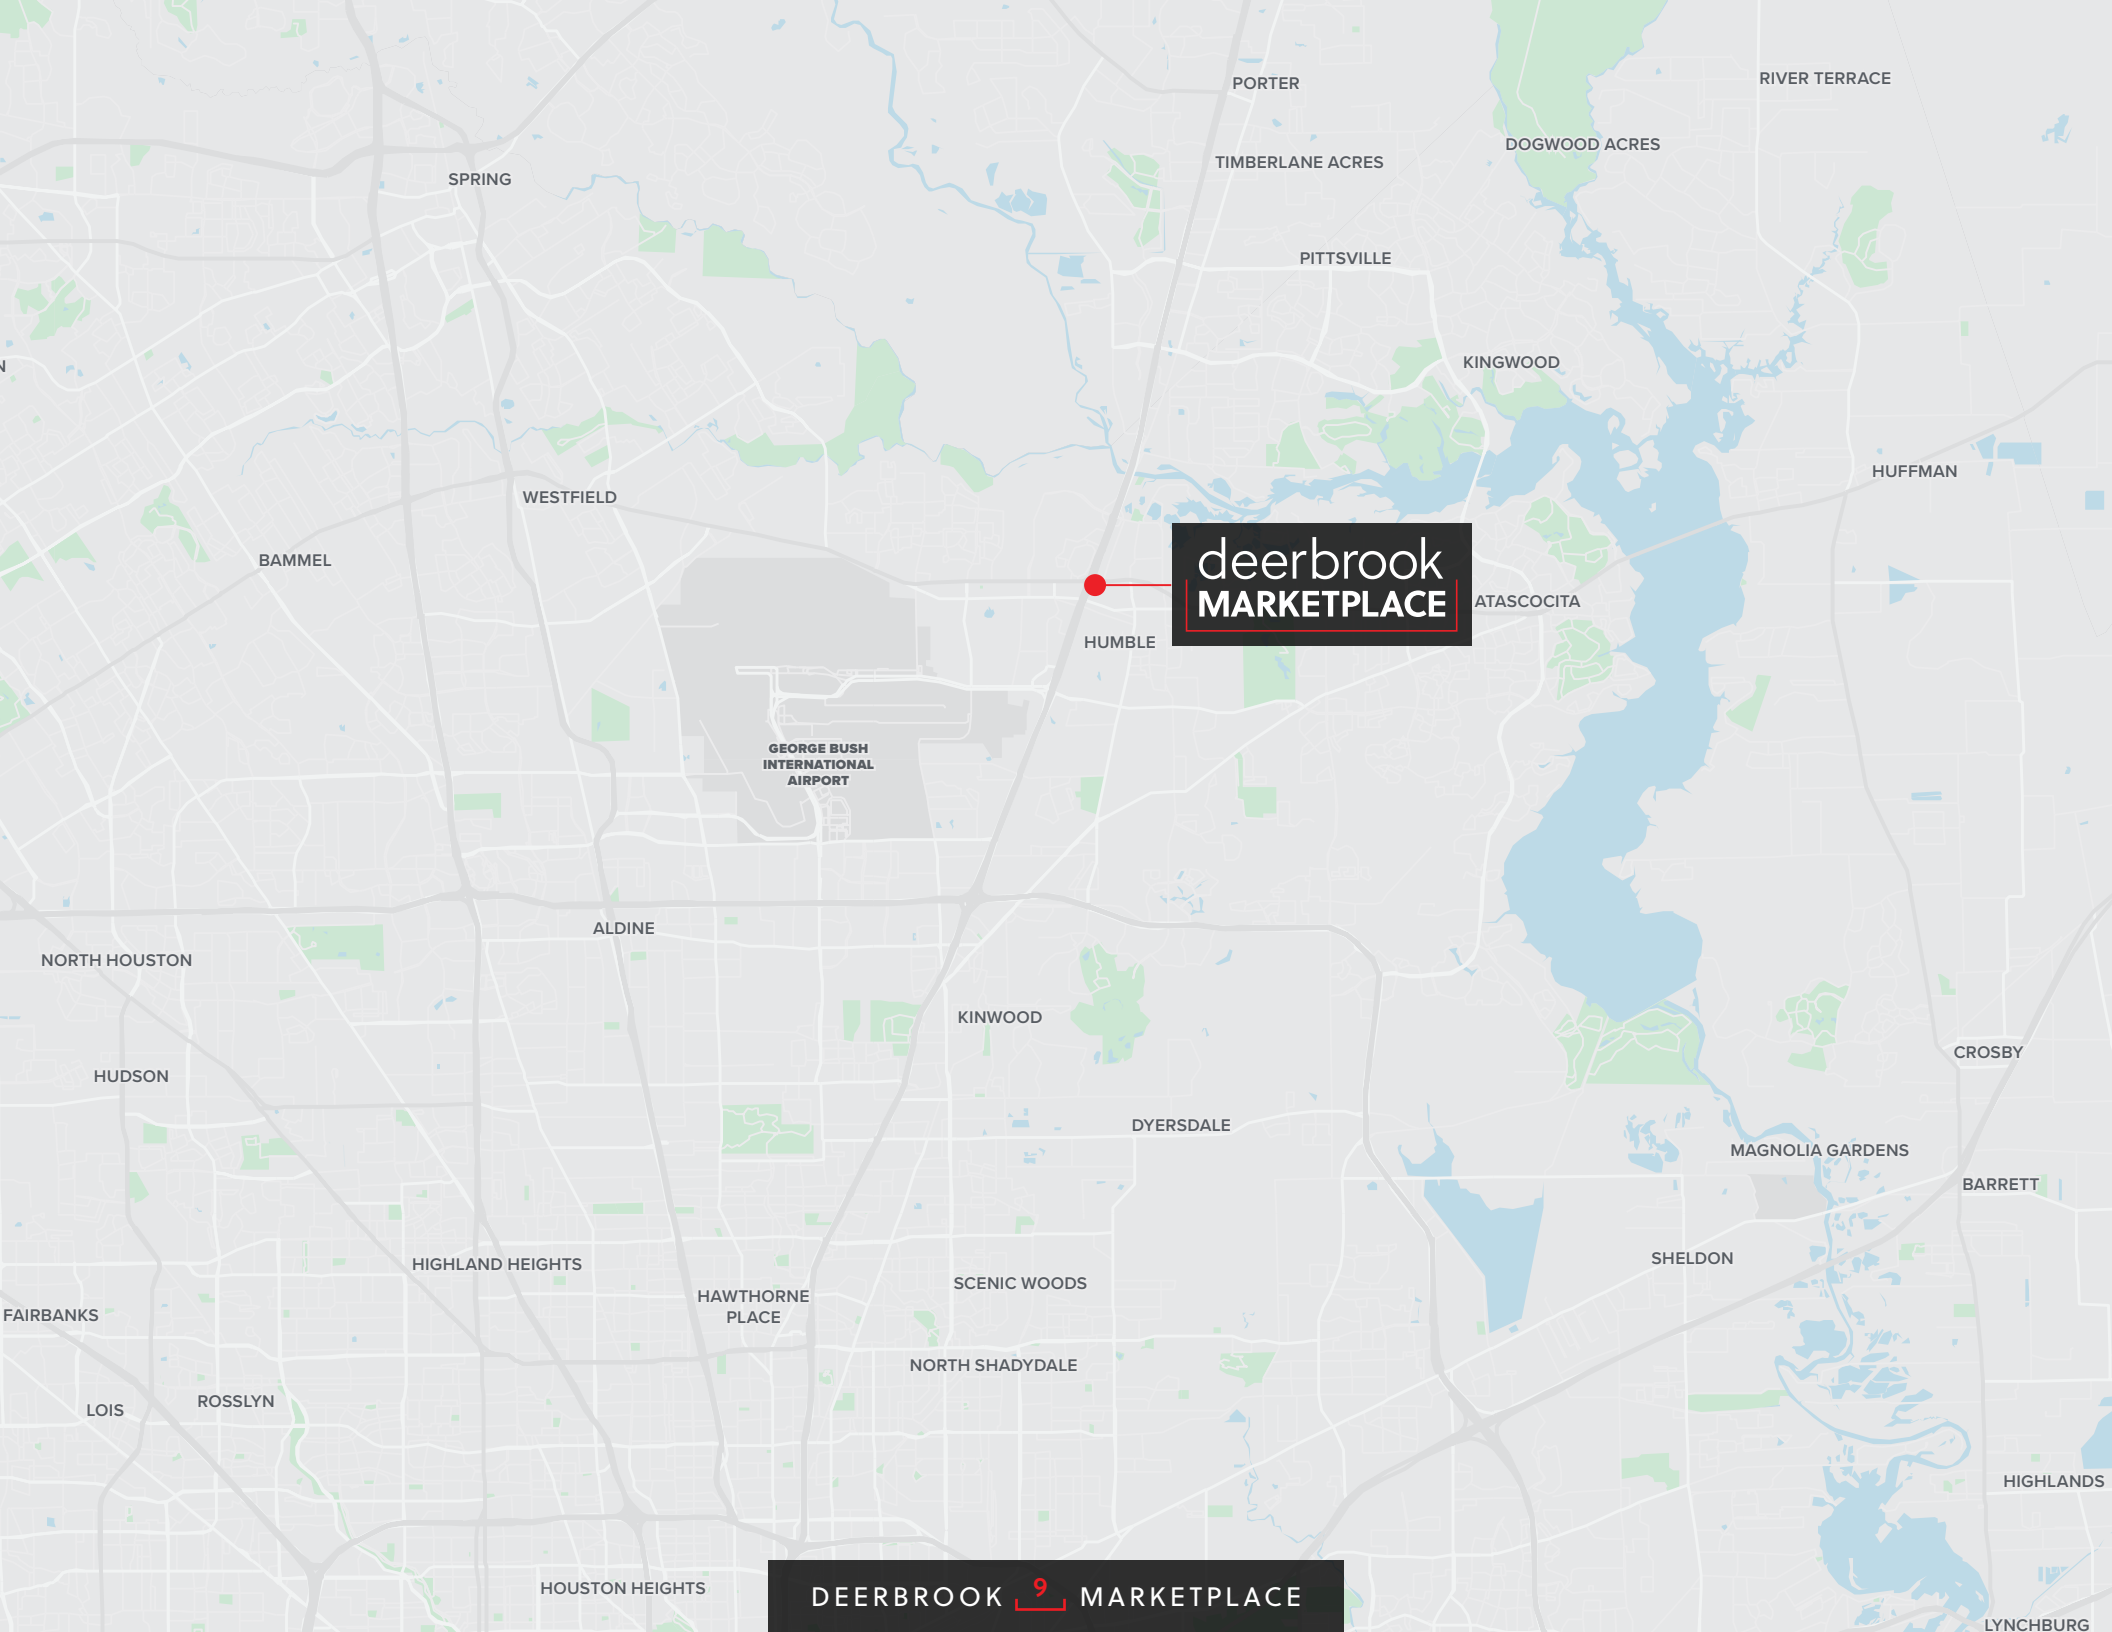 PORTER
RIVER TERRACE
DOGWOOD ACRES
TIMBERLANE ACRES
SPRING
PITTSVILLE
N
KINGWOOD
HUFFMAN
WESTFIELD
BAMMEL
deerbrook
MARKETPLACE
ATASCOCITA
HUMBLE
GEORGE BUSH
INTERNATIONAL
AIRPORT
ALDINE
NORTH HOUSTON
KINWOOD
CROSBY
HUDSON
DYERSDALE
MAGNOLIA GARDENS
BARRETT
SHELDON
HIGHLAND HEIGHTS
SCENIC WOODS
HAWTHORNE
PLACE
FAIRBANKS
NORTH SHADYDALE
ROSSLYN
LOIS
HIGHLANDS
HOUSTON HEIGHTS
DEERBROOK 9 MARKETPLACE
LYNCHBURG